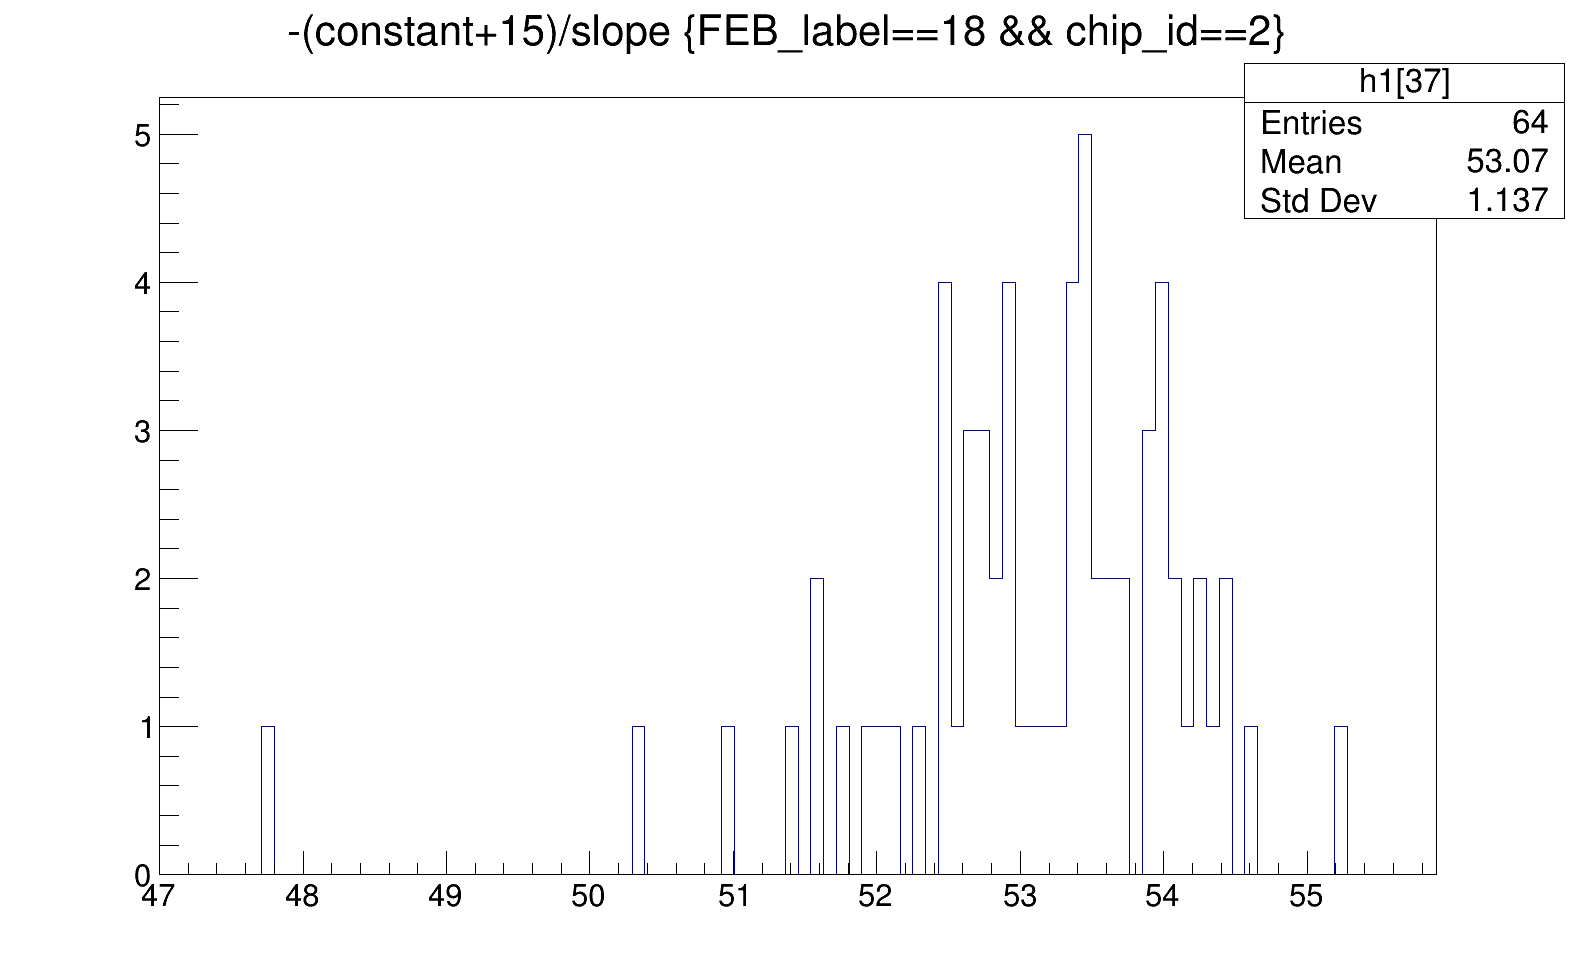 -(constant+15)/slope {FEB_label==18 && chip_id==2}
h1[37]
Entries 64
Mean 53.07
Std Dev 1.137
5
4
3
2
1
0
47 48 49 50 51 52 53 54 55